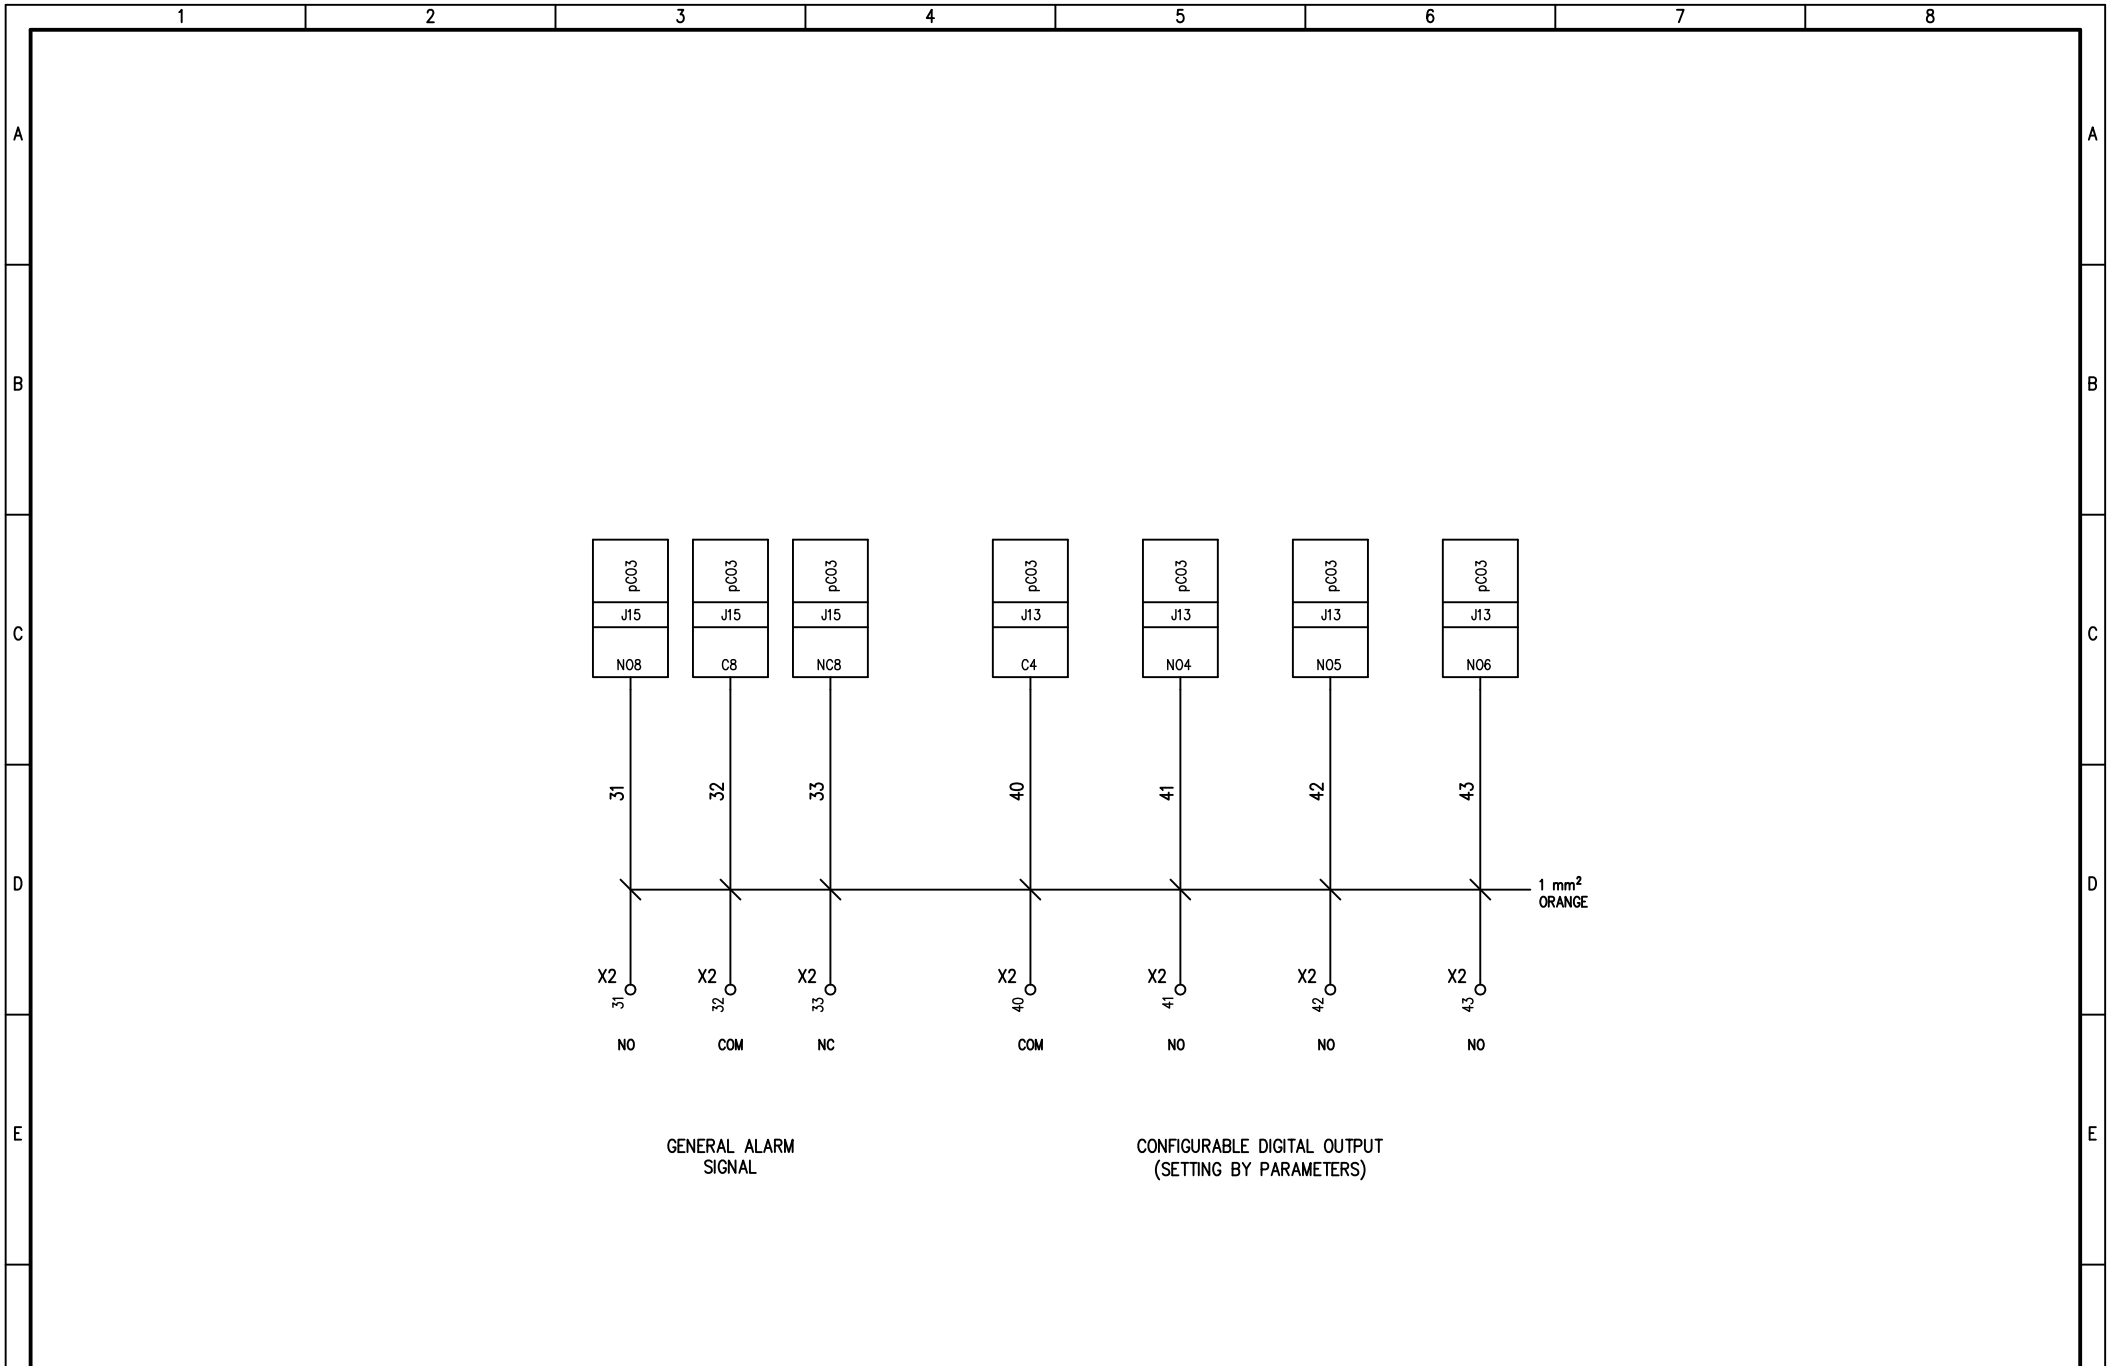 1 2 3 4 5 6 7 8
A A
B B
pCO3 pCO3 pCO3 pCO3 pCO3 pCO3 pCO3
J15 J15 J15 J13 J13 J13 J13
C C
NO8 C8 NC8 C4 NO4 NO5 NO6
31 32 33 40 41 42 43
D D
1 mm²
ORANGE
X2 X2 X2 X2 X2 X2 X2
31 32 33 40 41 42 43
NO COM NC COM NO NO NO
E E
GENERAL ALARM
SIGNAL
CONFIGURABLE DIGITAL OUTPUT
(SETTING BY PARAMETERS)